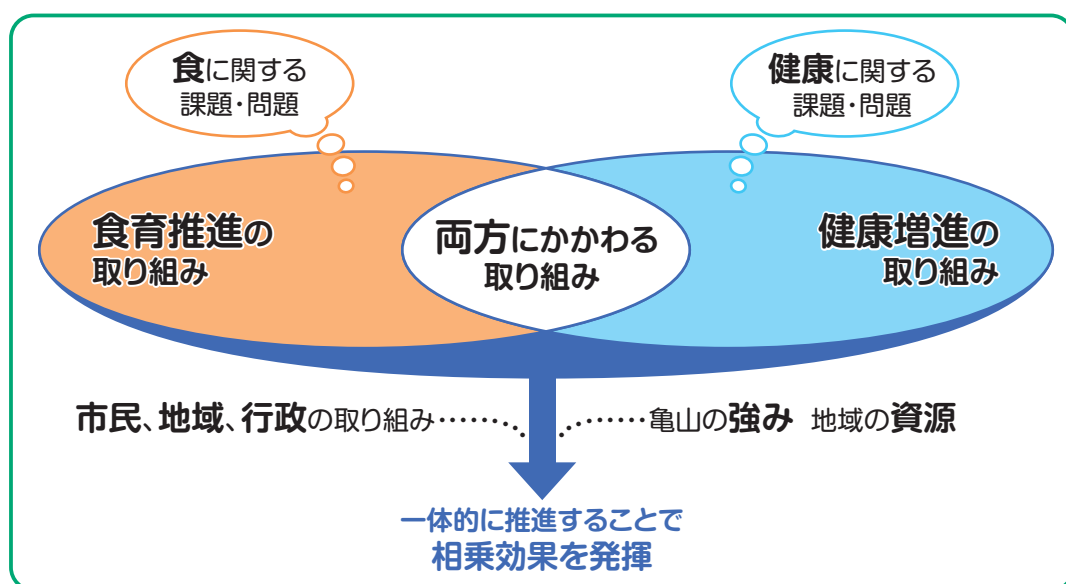 食に関する
課題・問題
健康に関する
課題・問題
食育推進の
取り組み
両方にかかわる
取り組み
健康増進の
取り組み
市民、地域、行政の取り組み……… ………亀山の強み 地域の資源
一体的に推進することで
相乗効果を発揮